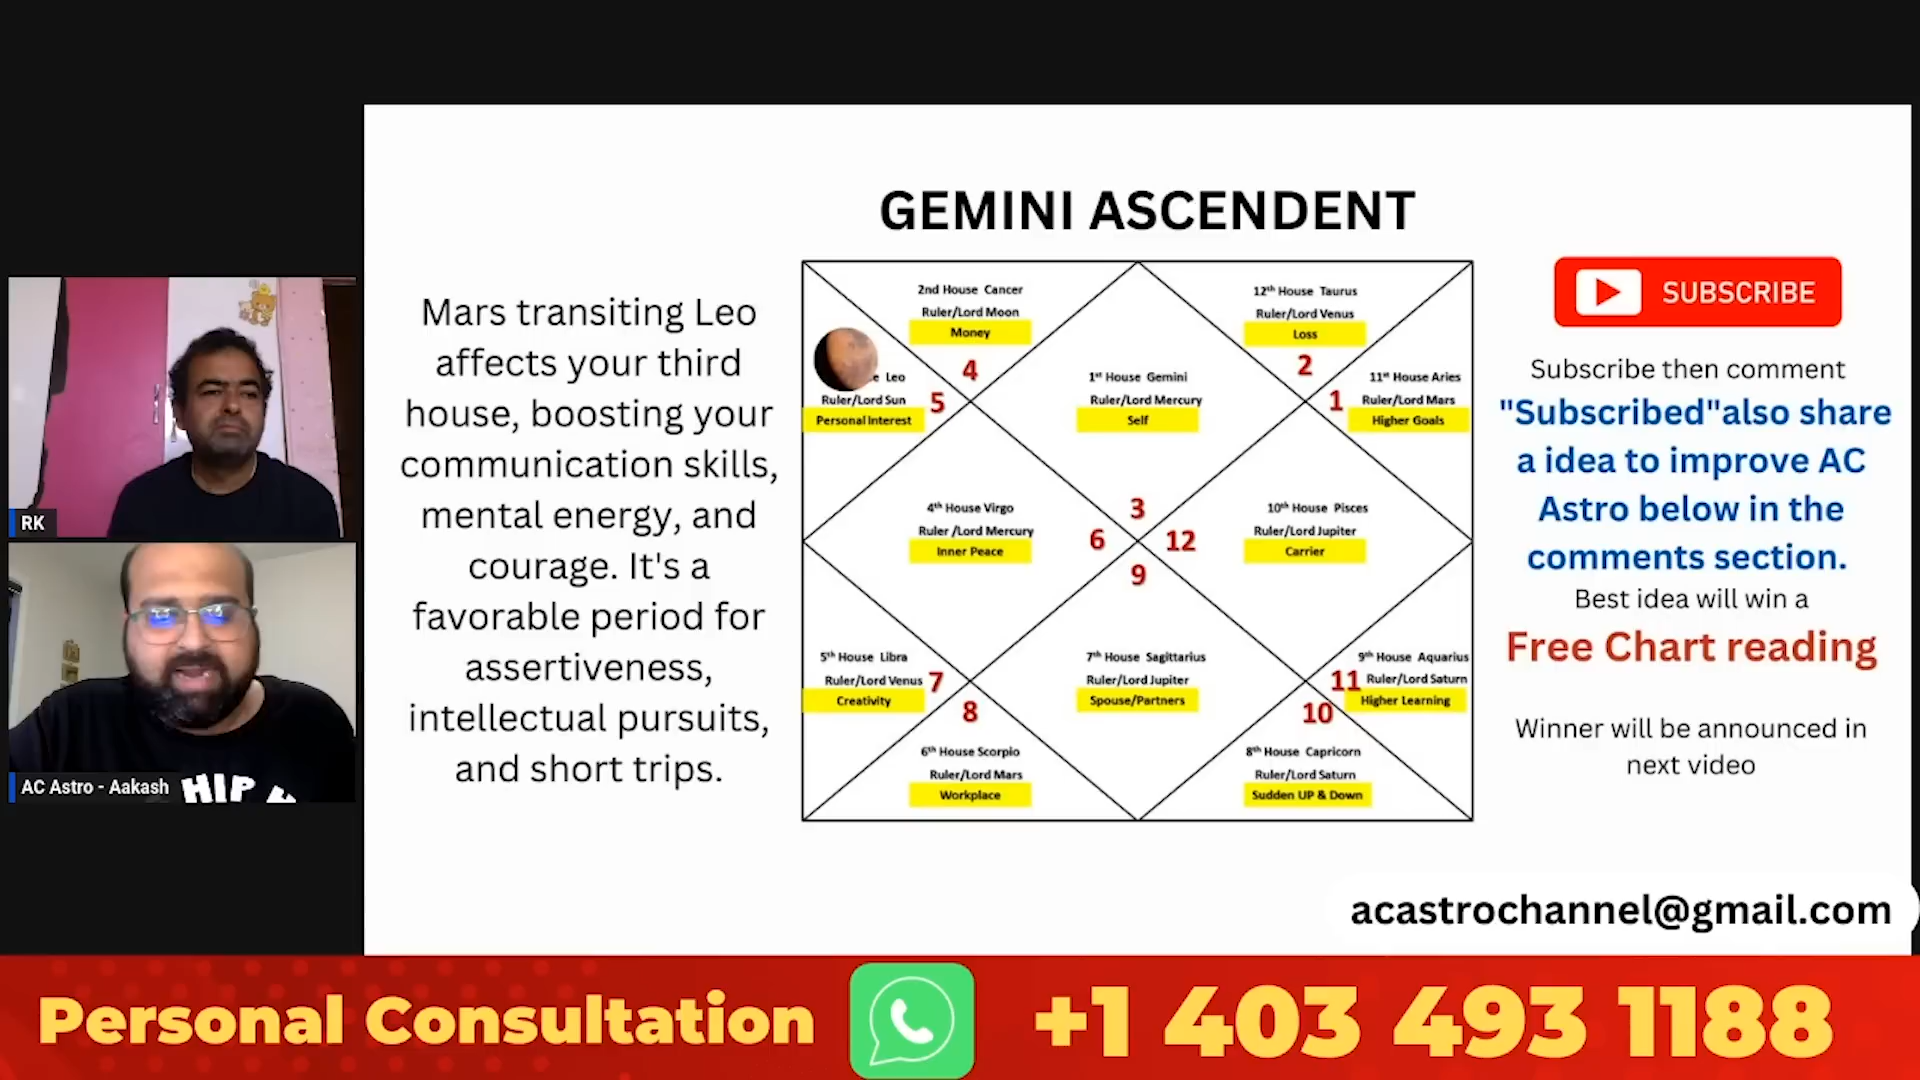 GEMINI ASCENDENT
Mars transiting Leo
affects your third
house, boosting your
communication skills,
mental energy, and
courage. It's a
favorable period for
assertiveness,
intellectual pursuits,
and short trips.
2nd House Cancer
Ruler/Lord Moon
Money
4
12th House Taurus
Ruler/Lord Venus
Loss
2
e Leo
Ruler/Lord Sun
Personal Interest
5
1st House Gemini
Ruler/Lord Mercury
Self
1
11st House Aries
Ruler/Lord Mars
Higher Goals
4th House Virgo
Ruler /Lord Mercury
Inner Peace
3
6
12
9
10th House Pisces
Ruler/Lord Jupiter
Carrier
5th House Libra
Ruler/Lord Venus
Creativity
7
8
6th House Scorpio
Ruler/Lord Mars
Workplace
7th House Sagittarius
Ruler/Lord Jupiter
Spouse/Partners
9th House Aquarius
11 Ruler/Lord Saturn
Higher Learning
10
8th House Capricorn
Ruler/Lord Saturn
Sudden UP & Down
SUBSCRIBE
Subscribe then comment
"Subscribed"also share
a idea to improve AC
Astro below in the
comments section.
Best idea will win a
Free Chart reading
Winner will be announced in
next video
RK
AC Astro - Aakash
HIP
acastrochannel@gmail.com
Personal Consultation
+1 403 493 1188